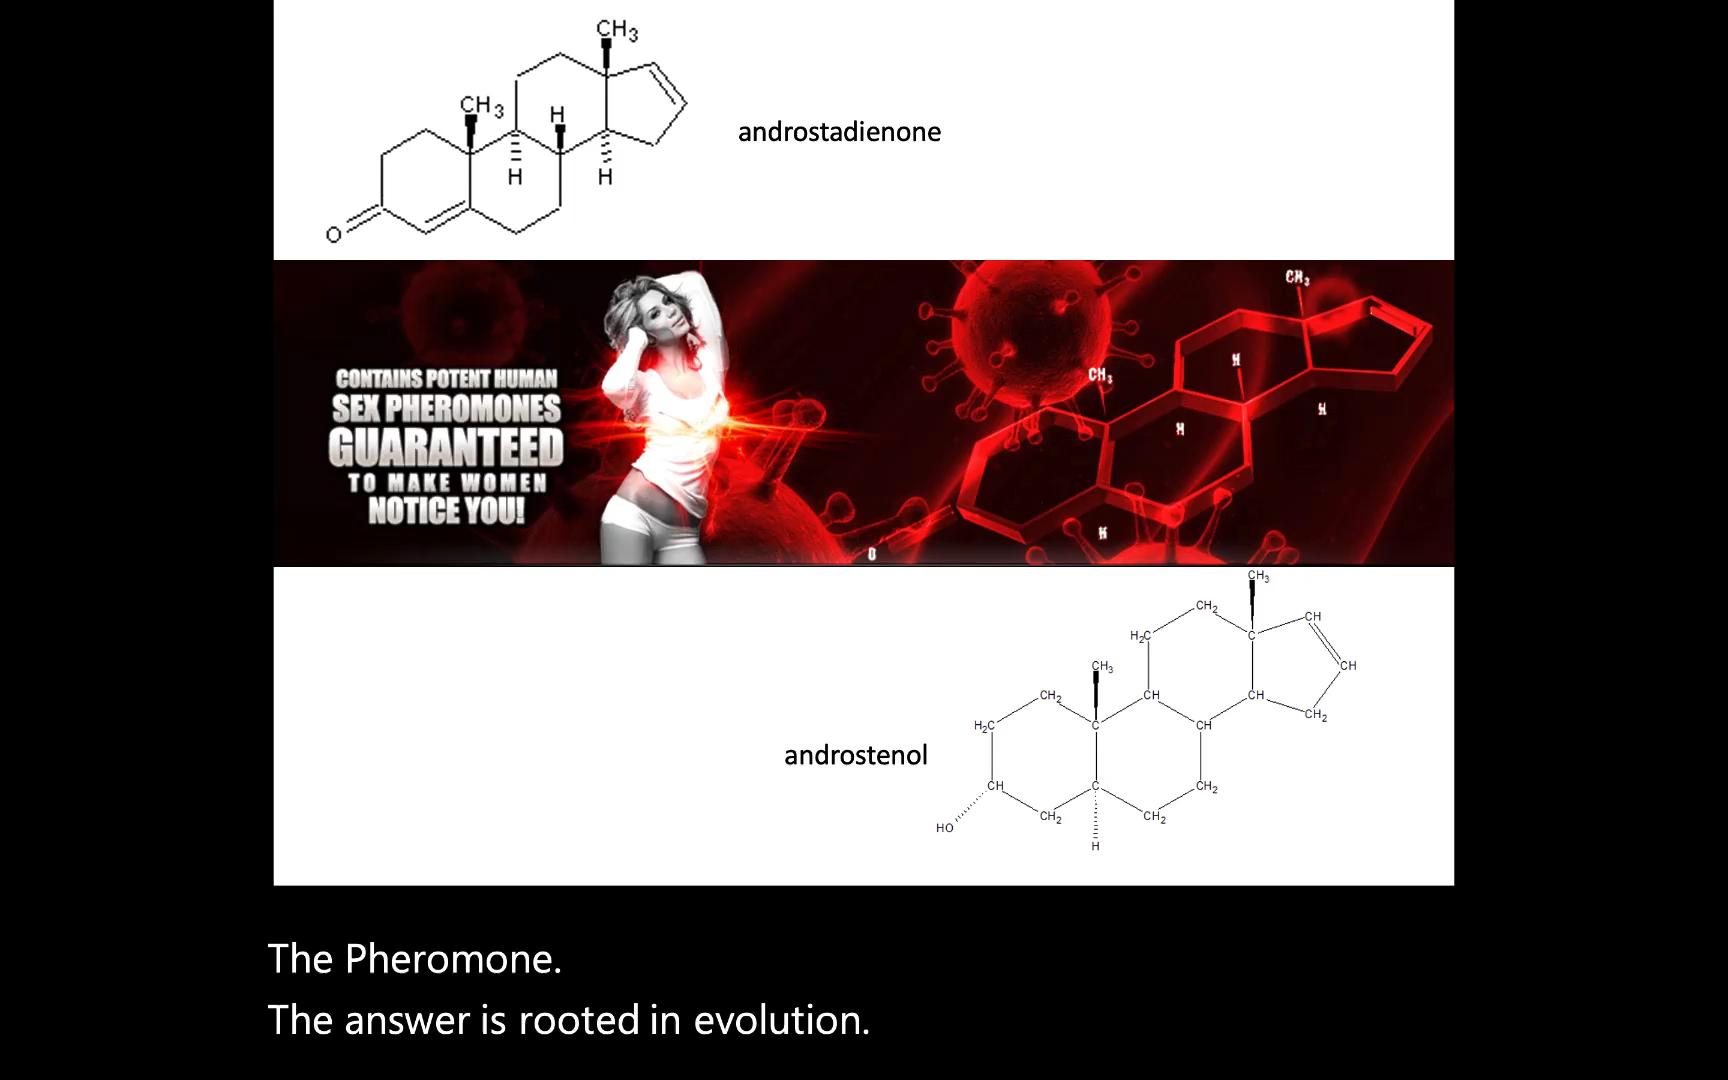 CH3
CH3
H
androstadienone
H
H
O
CH3
CONTAINS POTENT HUMAN
SEX PHEROMONES
GUARANTEED
TO MAKE WOMEN
NOTICE YOU!
H
CH3
H
H
H
O
CH3
CH2
CH
H2C
C
CH3
CH
CH2
CH
CH
CH2
H2C
C
CH
androstenol
CH
C
CH2
CH2
CH2
HO
H
The Pheromone.
The answer is rooted in evolution.